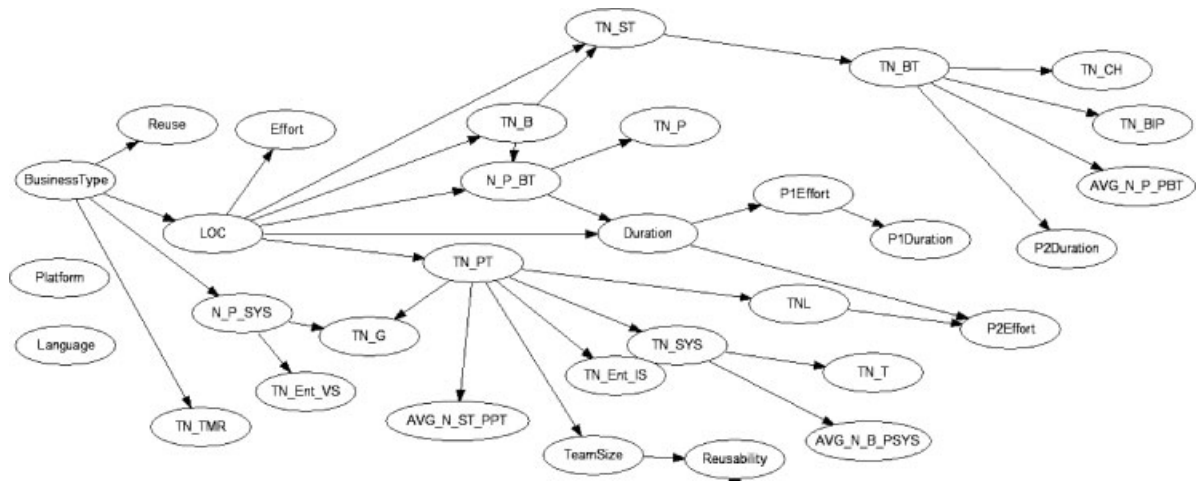 TN_ST
TN_BT
TN_CH
Reuse
Effort
TN_B
TN_P
TN_BIP
BusinessType
N_P_BT
P1Effort
AVG_N_P_PBT
LOC
Duration
P1Duration
P2Duration
TN_PT
Platform
N_P_SYS
TNL
TN_G
P2Effort
Language
TN_SYS
TN_Ent_VS
TN_Ent_IS
TN_T
TN_TMR
AVG_N_ST_PPT
AVG_N_B_PSYS
TeamSize
Reusability